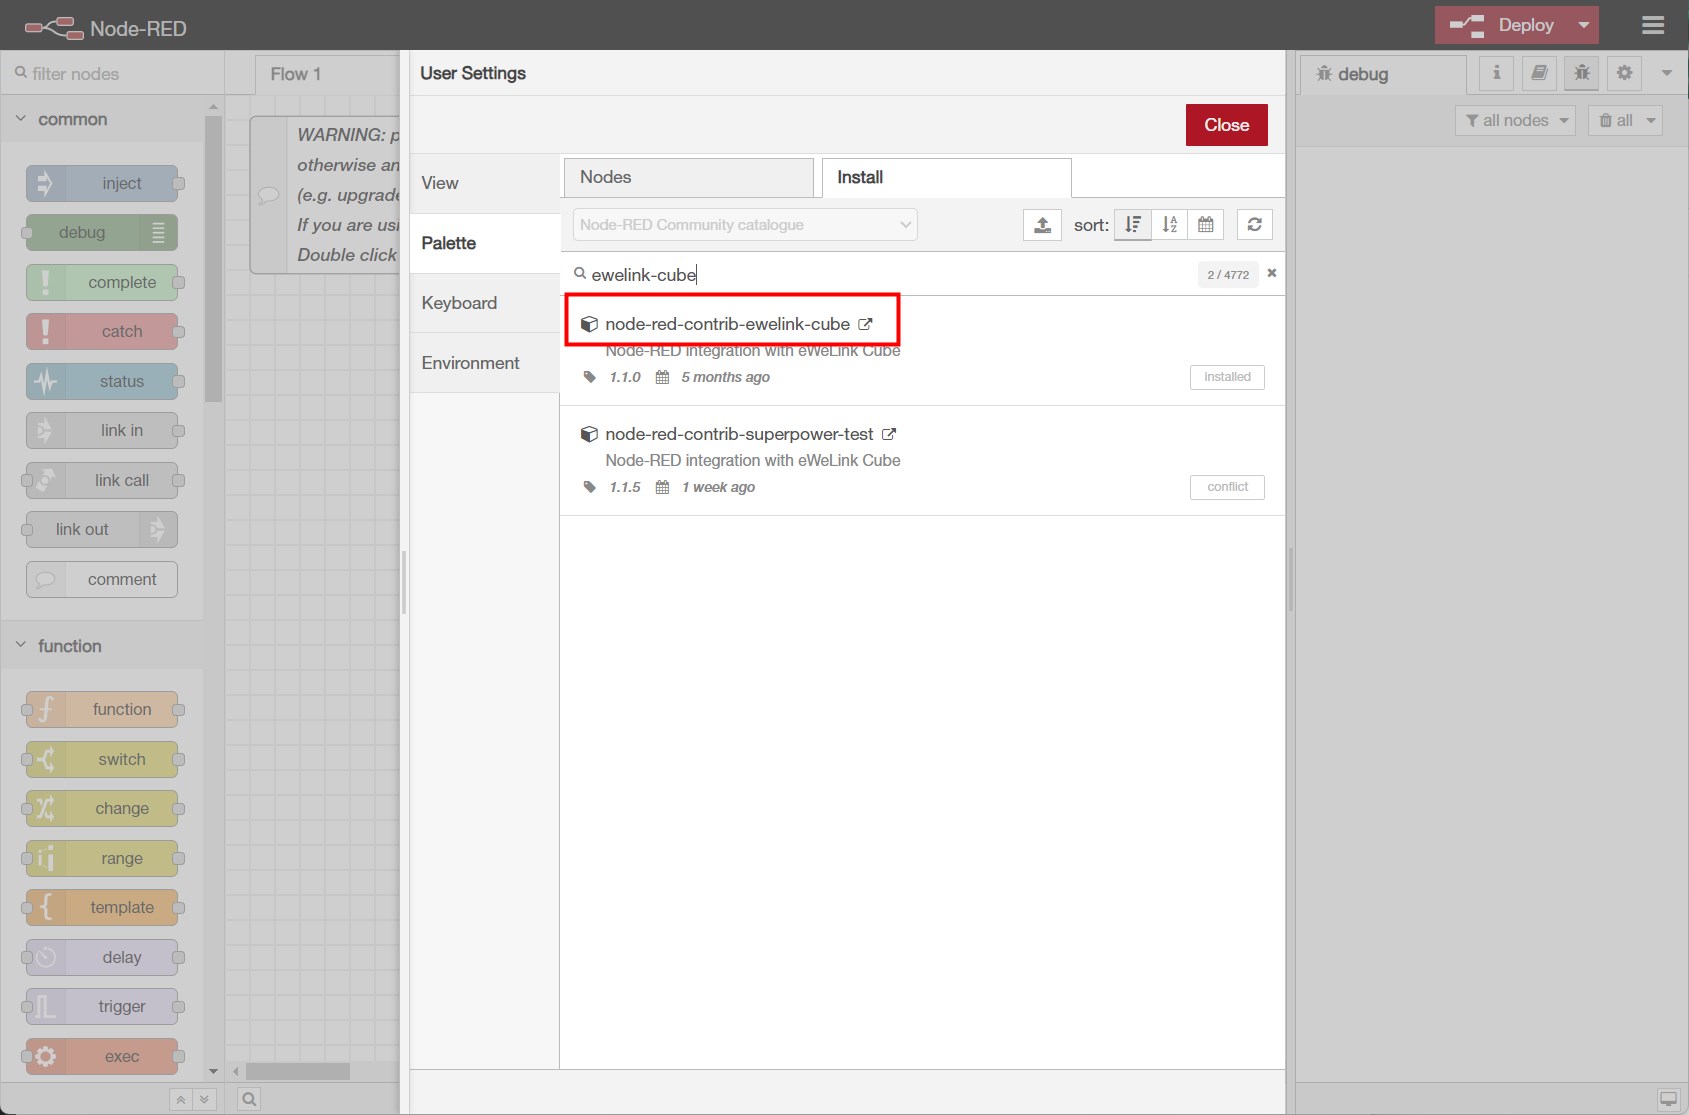 Node-RED
Deploy
filter nodes
Flow 1
User Settings
debug
i
all nodes
all
Close
common
WARNING: p
otherwise an
(e.g. upgrade
If you are usi
Double click
inject
debug
complete
catch
status
link in
link call
link out
comment
function
function
switch
change
range
template
delay
trigger
exec
View
Palette
Keyboard
Environment
Nodes
Install
Node-RED Community catalogue
sort:
ewelink-cube
2 / 4772
node-red-contrib-ewelink-cube
Node-RED integration with eWeLink Cube
1.1.0 5 months ago
installed
node-red-contrib-superpower-test
Node-RED integration with eWeLink Cube
1.1.5 1 week ago
conflict